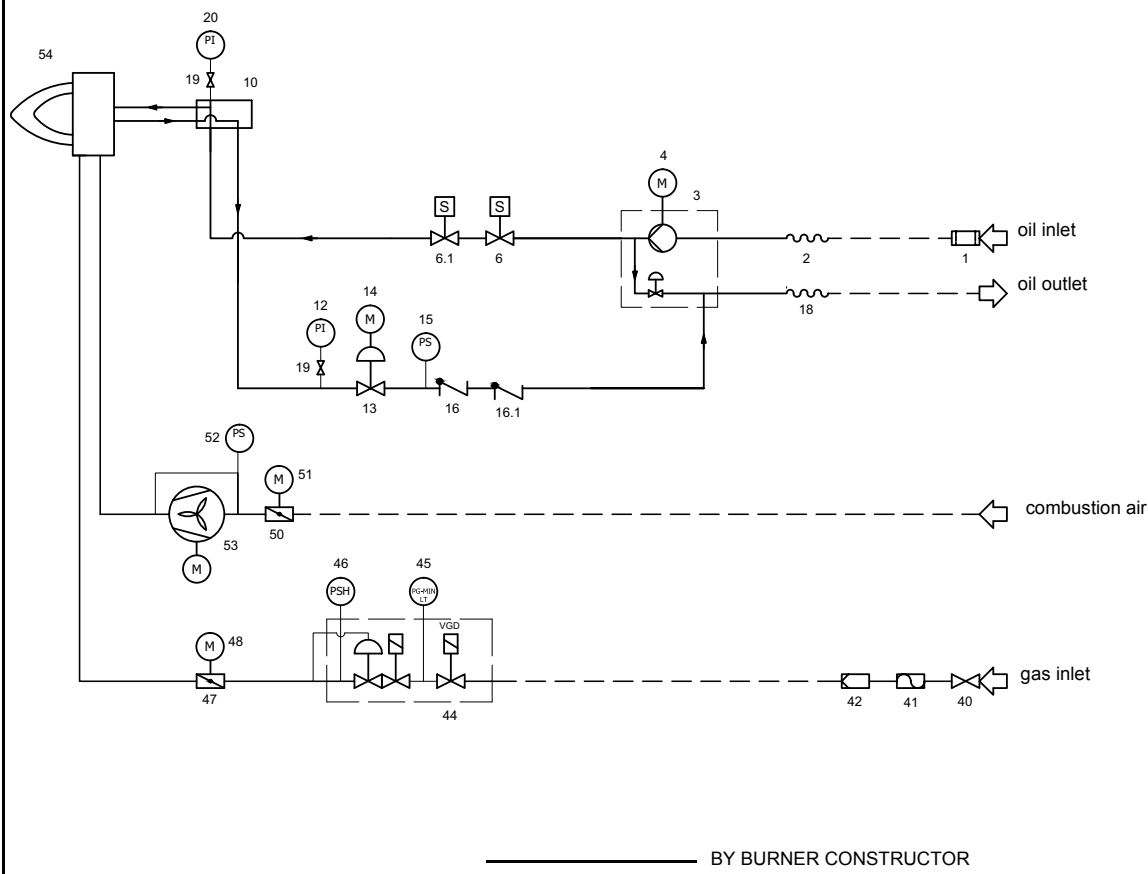 20
PI
54
19
10
4
M
3
S
S
6.1
6
2
1
oil inlet
oil outlet
18
12
PI
14
M
15
PS
19
13
16
16.1
52
PS
M
51
combustion air
53
50
M
46
45
PSH
PG-MIN
LT
VGD
M
48
gas inlet
47
44
42
41
40
BY BURNER CONSTRUCTOR